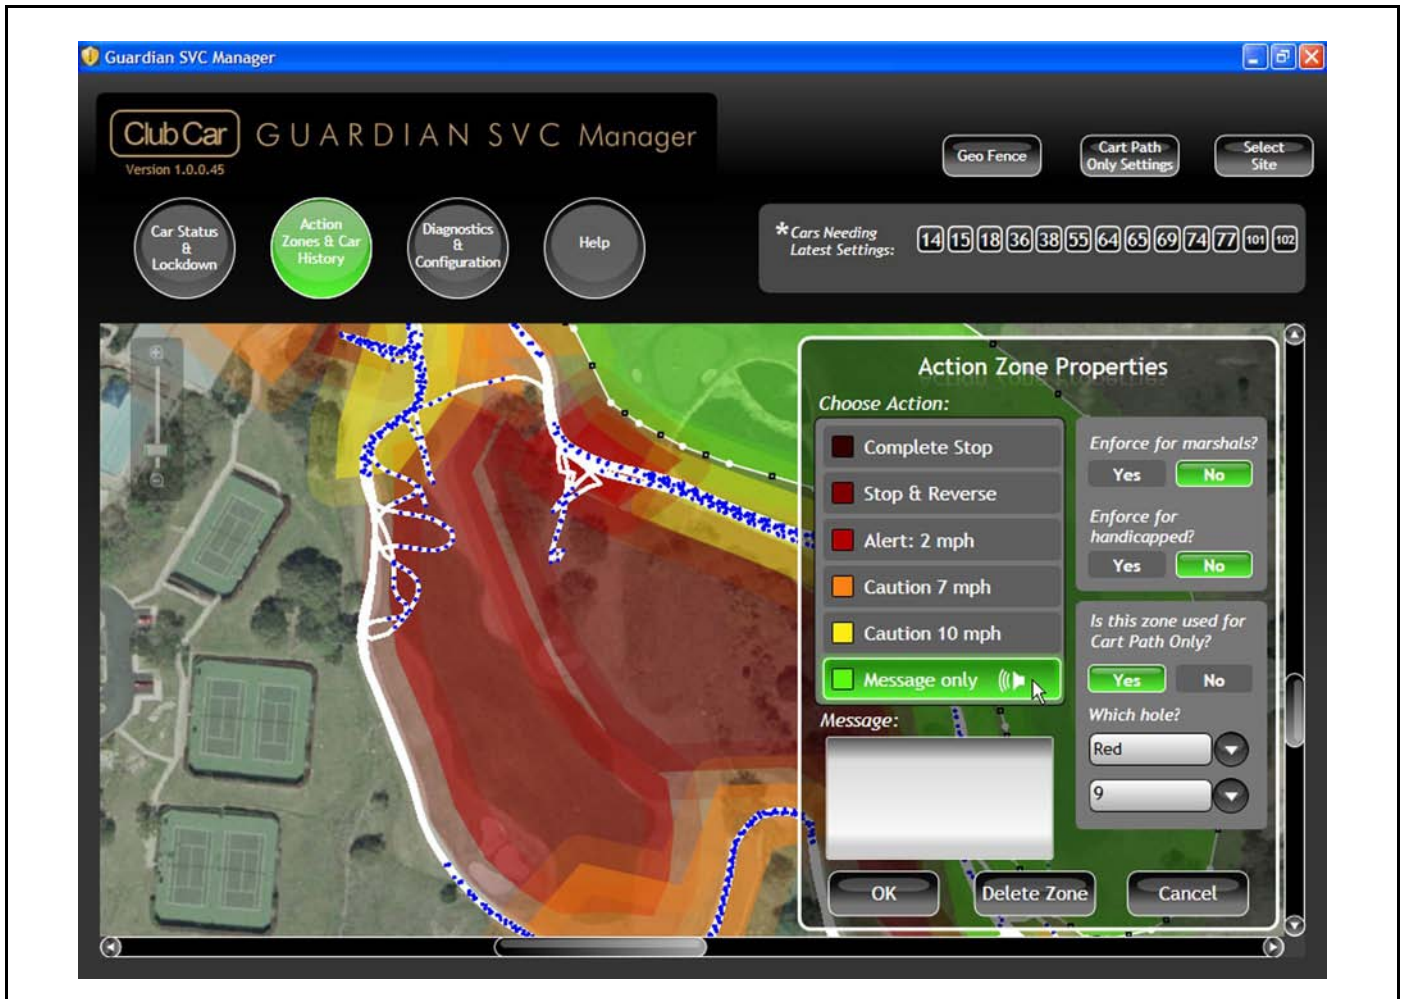 Guardian SVC Manager
Club Car GUARDIAN SVC Manager
Version 1.0.0.45
Geo Fence
Cart Path
Only Settings
Select
Site
Car Status
&
Lockdown
Action
Zones & Car
History
Diagnostics
&
Configuration
Help
* Cars Needing
Latest Settings:
14 15 18 36 38 55 64 65 69 74 77 101 102
Action Zone Properties
Choose Action:
Complete Stop
Stop & Reverse
Alert: 2 mph
Caution 7 mph
Caution 10 mph
Message only
Message:
Enforce for marshals?
Yes No
Enforce for
handicapped?
Yes No
Is this zone used for
Cart Path Only?
Yes No
Which hole?
Red
9
OK
Delete Zone
Cancel